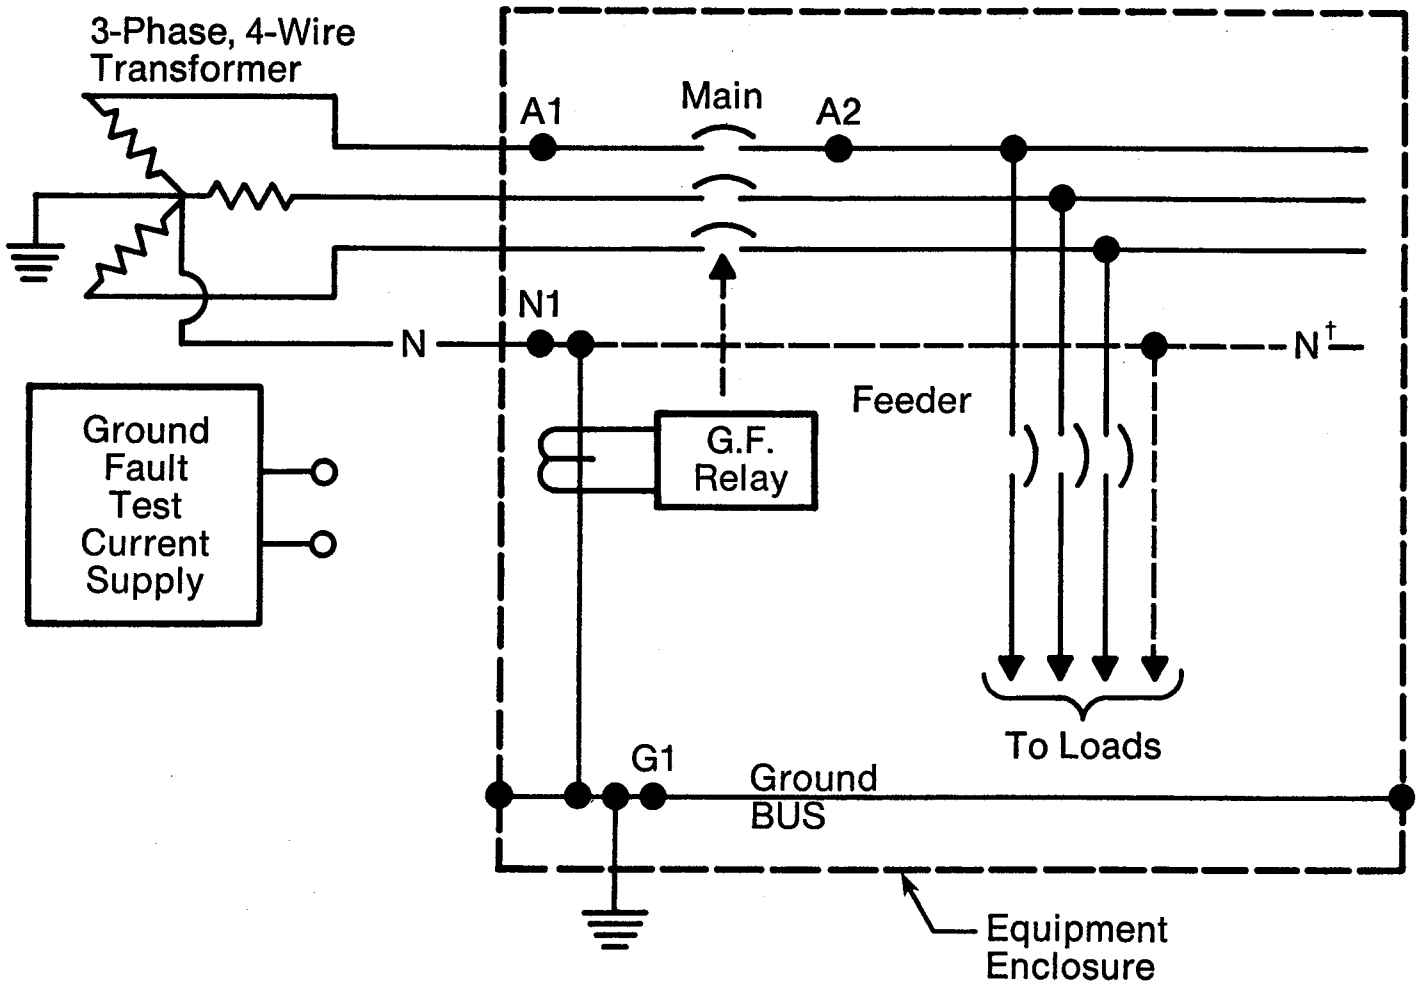 3-Phase, 4-Wire
Transformer
A1
Main
A2
N1
N
N†
Feeder
Ground
Fault
Test
Current
Supply
G.F.
Relay
To Loads
G1
Ground
BUS
Equipment
Enclosure